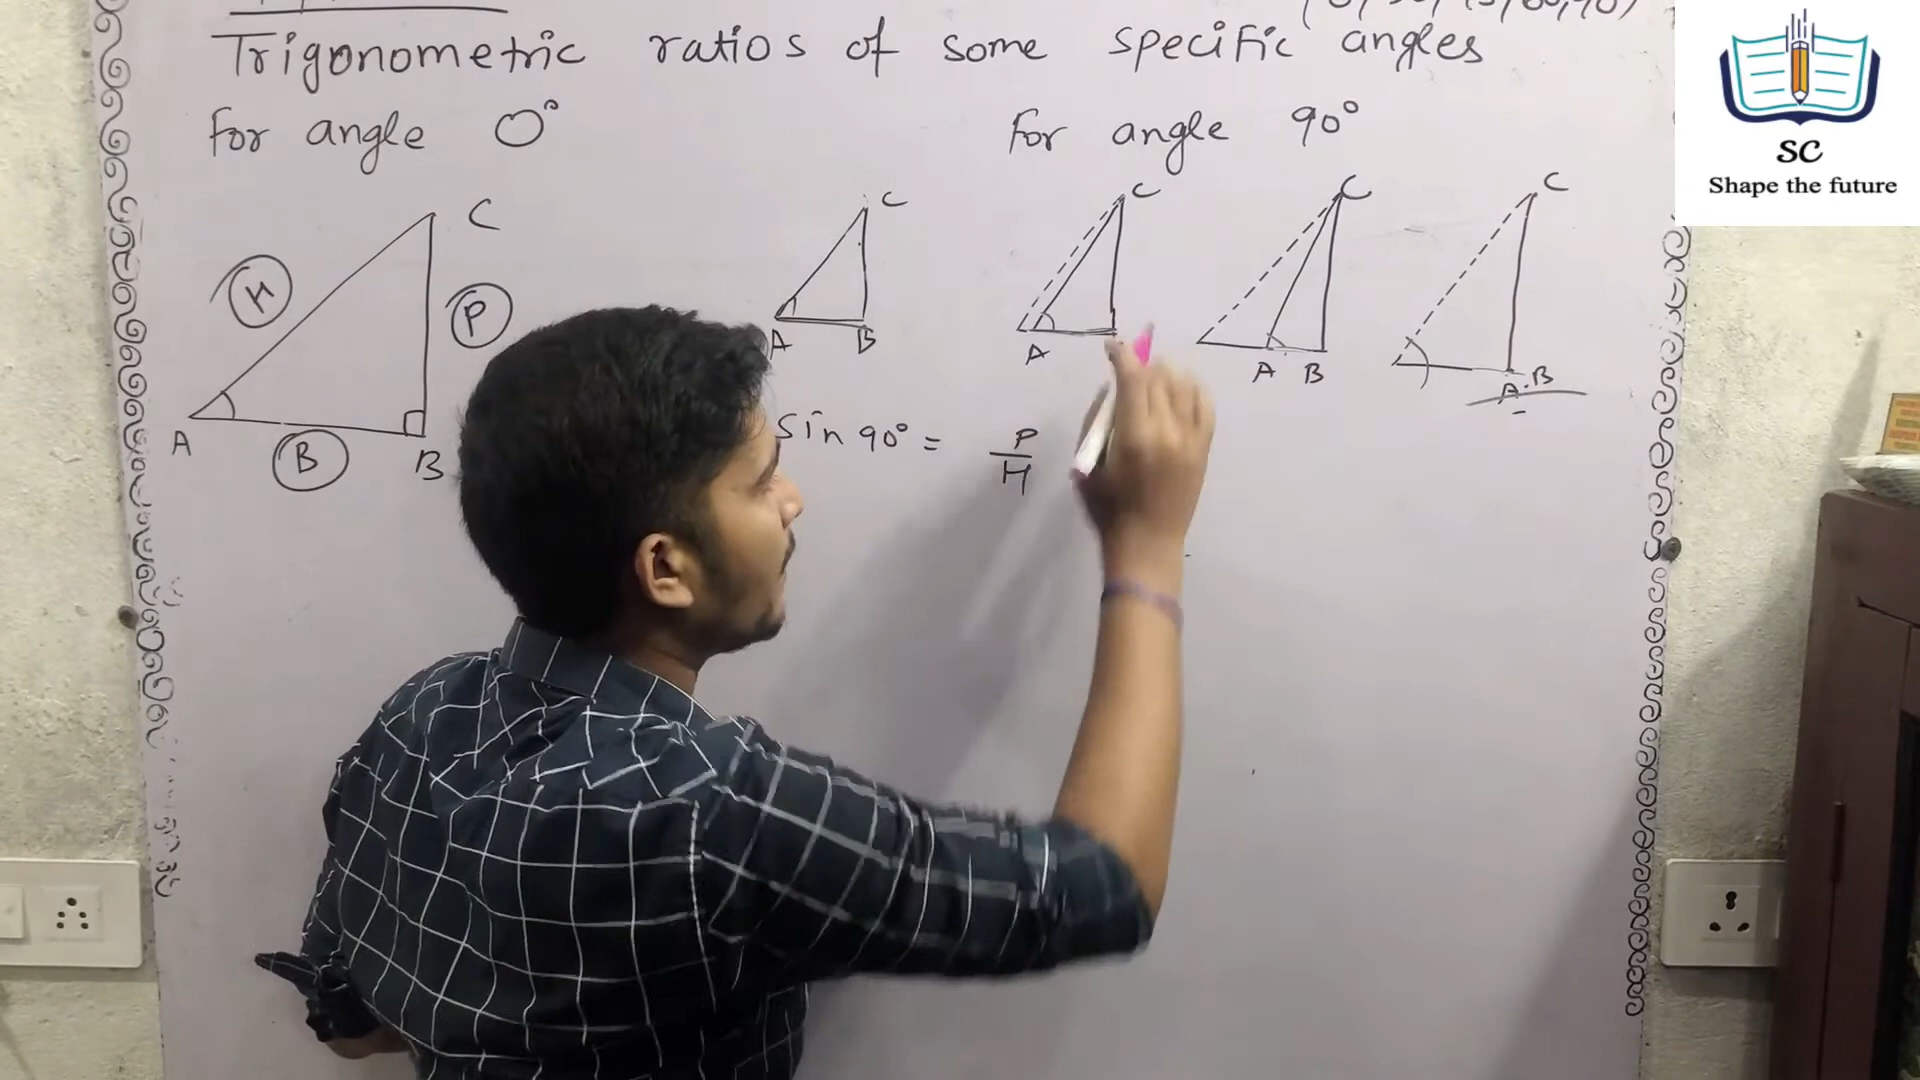 Trigonometric ratios of some specific angles
For angle 0°
For angle 90°
C
H
P
A
B
B
C
A
B
C
A
C
A B
C
A.B
sin 90° = P/H
SC
Shape the future